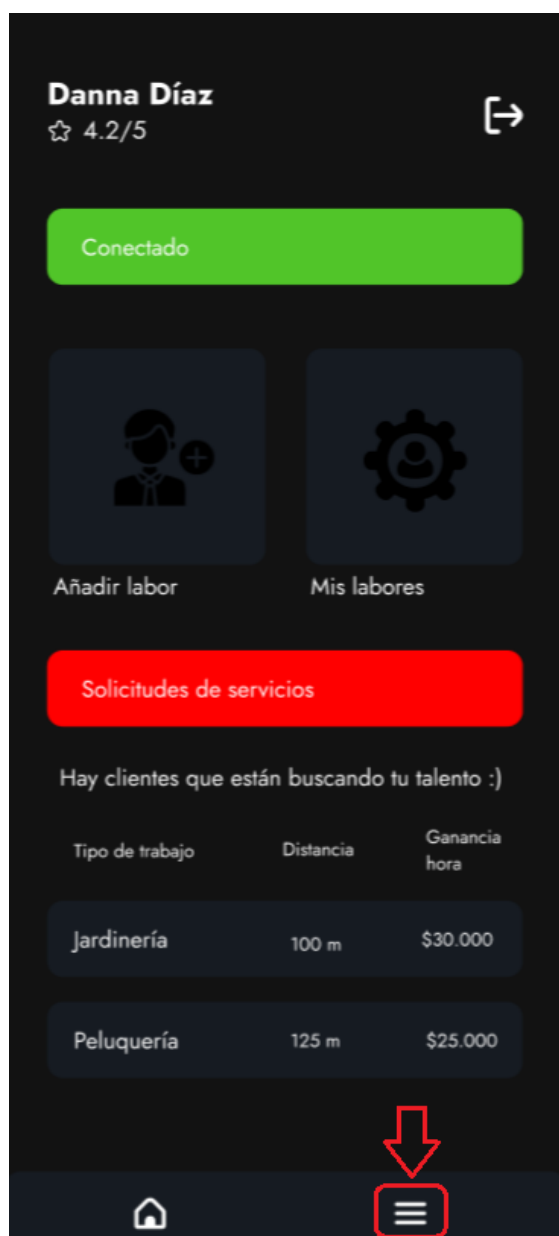 Danna Díaz
4.2/5
Conectado
Añadir labor
Mis labores
Solicitudes de servicios
Hay clientes que están buscando tu talento :)
Tipo de trabajo
Distancia
Ganancia
hora
Jardinería
100 m
$30.000
Peluquería
125 m
$25.000